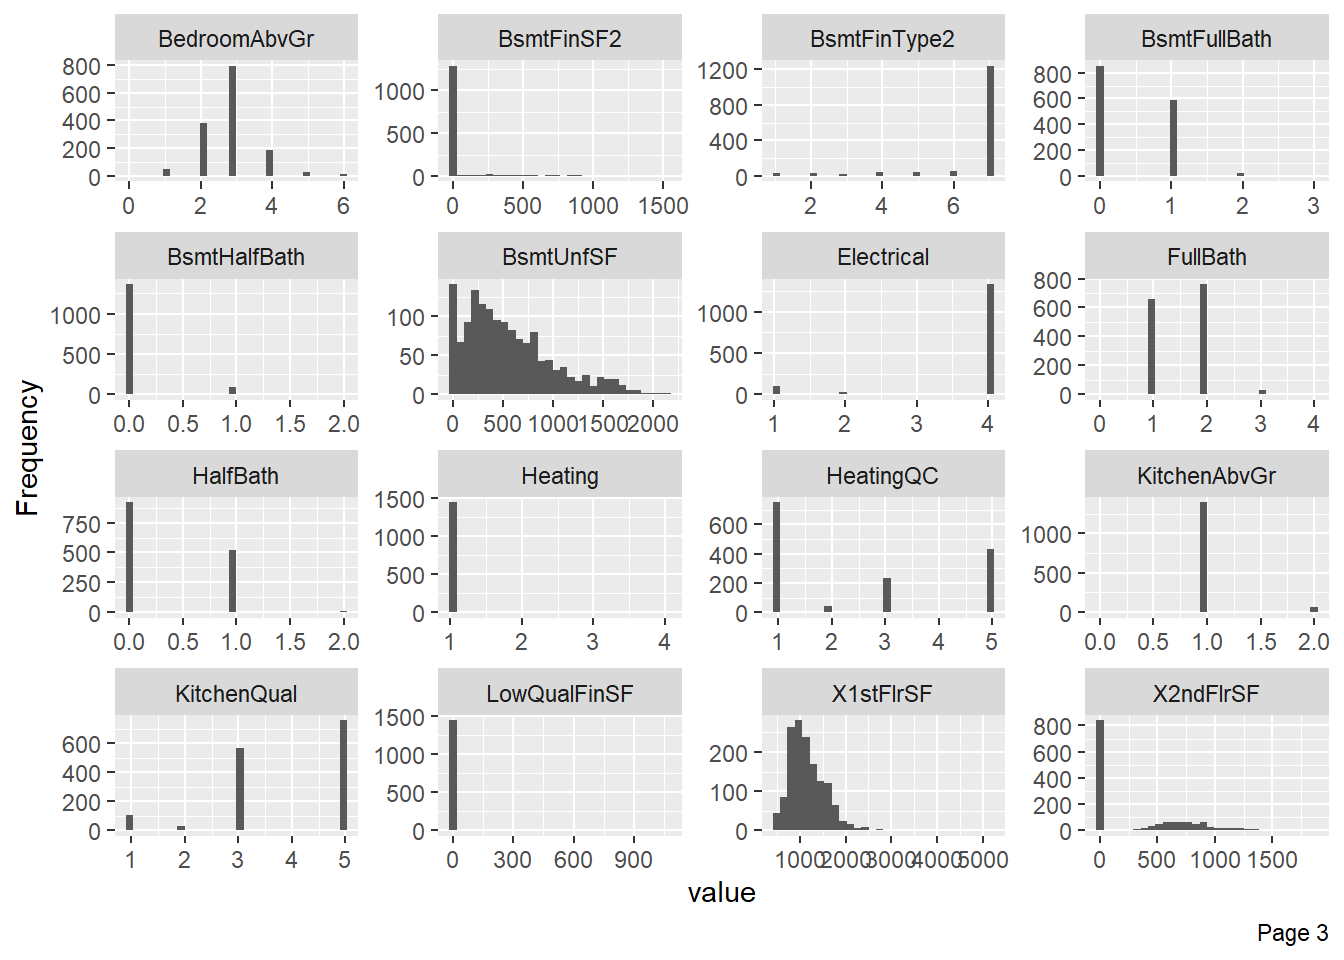 BedroomAbvGr BsmtFinSF2 BsmtFinType2 BsmtFullBath
800
600
400
200
0
0 2 4 6
1000
500
0
0 500 1000 1500
1200
800
400
0
2 4 6
800
600
400
200
0
0 1 2 3
BsmtHalfBath BsmtUnfSF Electrical FullBath
1000
500
0
0.0 0.5 1.0 1.5 2.0
100
50
0
0 500 1000 1500 2000
1000
500
0
1 2 3 4
800
600
400
200
0
0 1 2 3 4
Frequency
HalfBath Heating HeatingQC KitchenAbvGr
750
500
250
0
0.0 0.5 1.0 1.5 2.0
1500
1000
500
0
1 2 3 4
600
400
200
0
1 2 3 4 5
1000
500
0
0.0 0.5 1.0 1.5 2.0
KitchenQual LowQualFinSF X1stFlrSF X2ndFlrSF
600
400
200
0
1 2 3 4 5
1500
1000
500
0
0 300 600 900
200
100
0
1000 2000 3000 4000 5000
800
600
400
200
0
0 500 1000 1500
value
Page 3